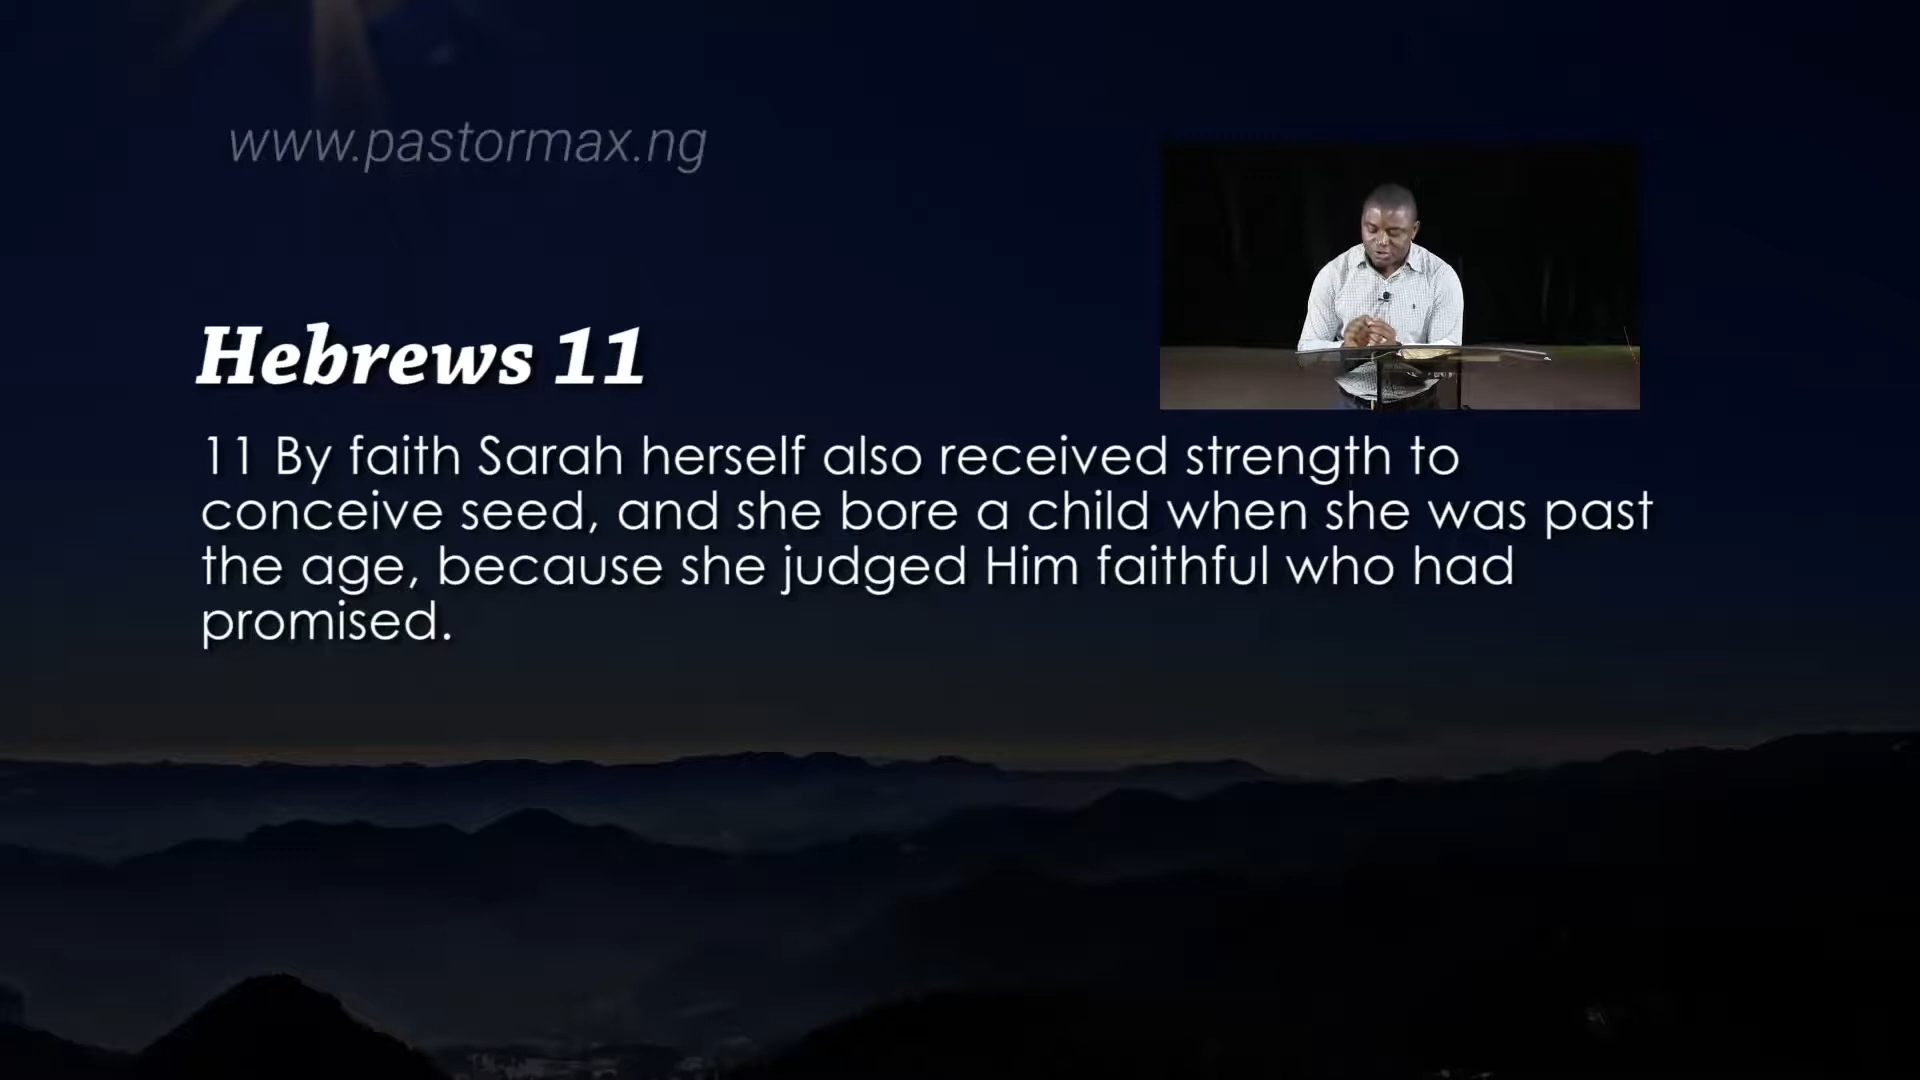 www.pastormax.ng
Hebrews 11
11 By faith Sarah herself also received strength to
conceive seed, and she bore a child when she was past
the age, because she judged Him faithful who had
promised.